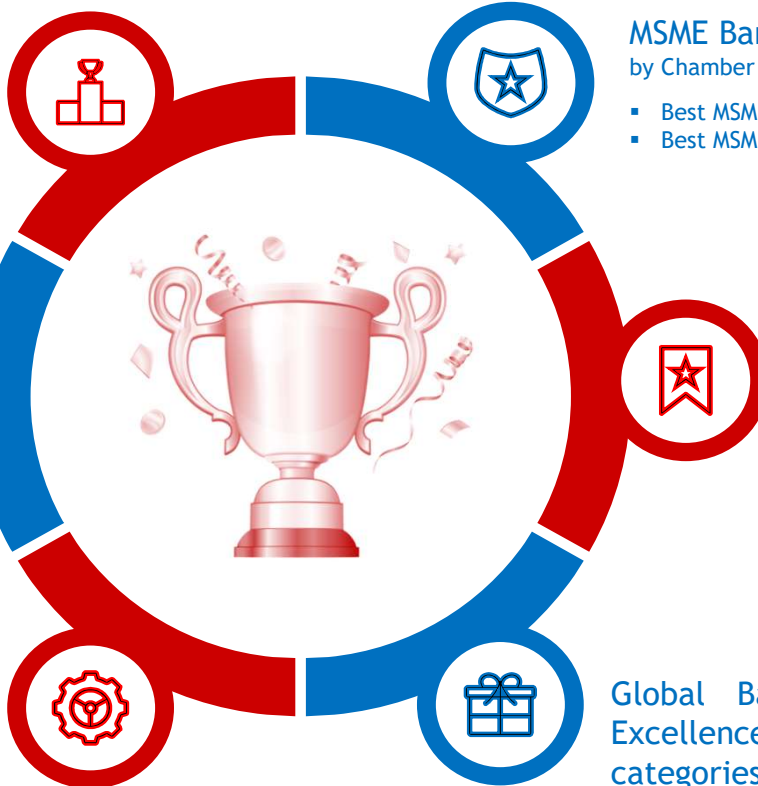 MSME Ba
by Chamber
▪ Best MSM
▪ Best MSM
Global Ba
Excellence
categories